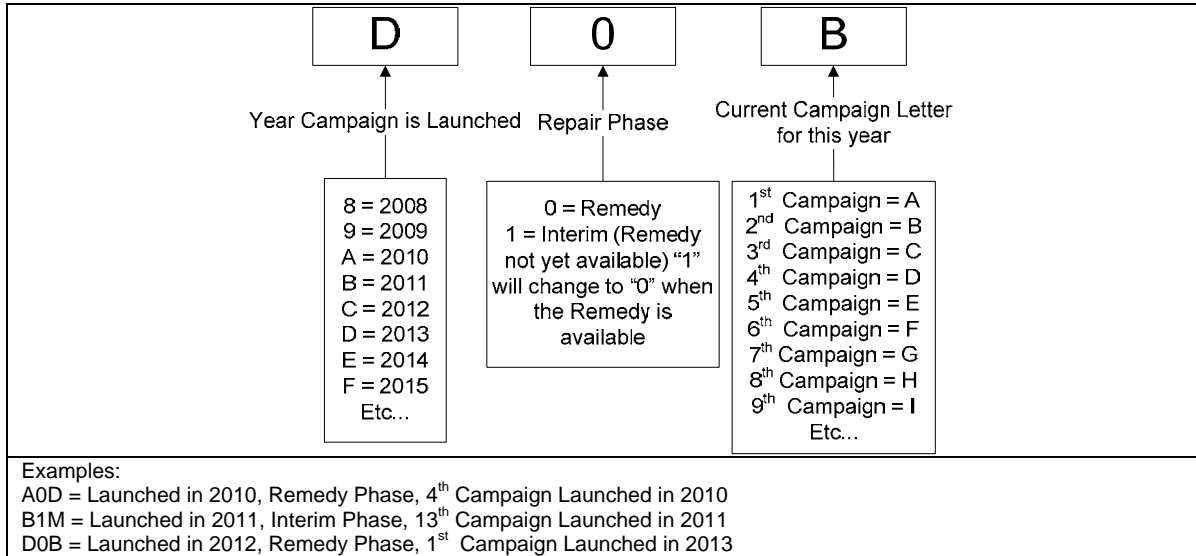 D
0
B
Year Campaign is Launched
Repair Phase
Current Campaign Letter
for this year
8 = 2008
9 = 2009
A = 2010
B = 2011
C = 2012
D = 2013
E = 2014
F = 2015
Etc...
0 = Remedy
1 = Interim (Remedy
not yet available) “1”
will change to “0” when
the Remedy is
available
1st Campaign = A
2nd Campaign = B
3rd Campaign = C
4th Campaign = D
5th Campaign = E
6th Campaign = F
7th Campaign = G
8th Campaign = H
9th Campaign = I
Etc...
Examples:
A0D = Launched in 2010, Remedy Phase, 4th Campaign Launched in 2010
B1M = Launched in 2011, Interim Phase, 13th Campaign Launched in 2011
D0B = Launched in 2012, Remedy Phase, 1st Campaign Launched in 2013